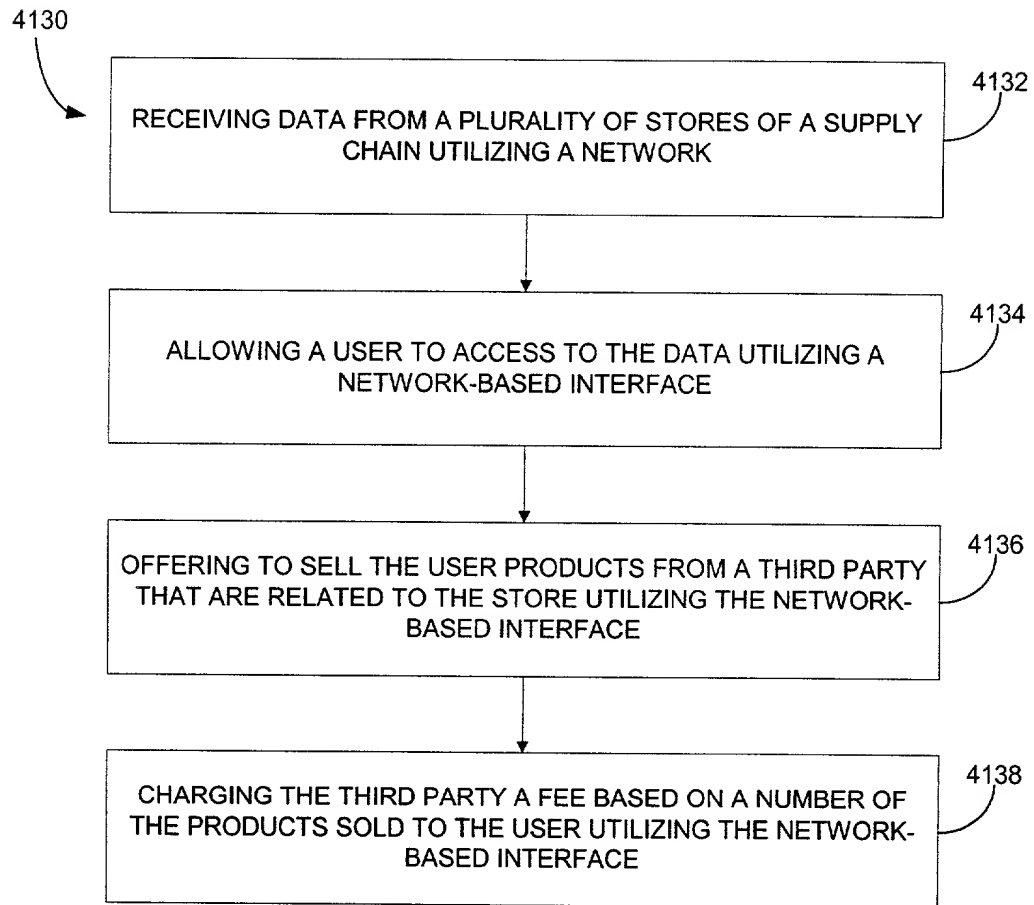 4130
4132
RECEIVING DATA FROM A PLURALITY OF STORES OF A SUPPLY
CHAIN UTILIZING A NETWORK
4134
ALLOWING A USER TO ACCESS TO THE DATA UTILIZING A
NETWORK-BASED INTERFACE
4136
OFFERING TO SELL THE USER PRODUCTS FROM A THIRD PARTY
THAT ARE RELATED TO THE STORE UTILIZING THE NETWORK-
BASED INTERFACE
4138
CHARGING THE THIRD PARTY A FEE BASED ON A NUMBER OF
THE PRODUCTS SOLD TO THE USER UTILIZING THE NETWORK-
BASED INTERFACE